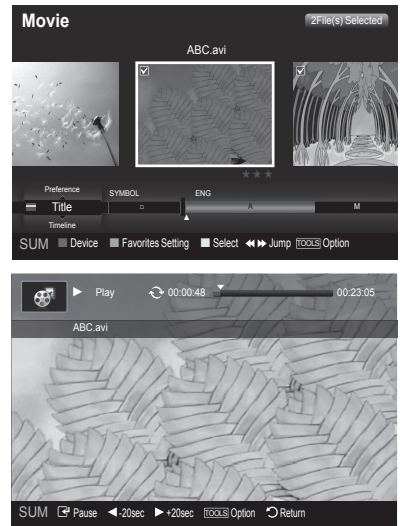 Movie
2File(s) Selected
ABC.avi
★★★
Preference
Title
Timeline
SYMBOL ENG
□ A M
SUM Device Favorites Setting Select ◀◀ ▶▶ Jump TOOLS Option
► Play 00:00:48 00:23:05
ABC.avi
SUM Pause ◄-20sec ►+20sec TOOLS Option Return